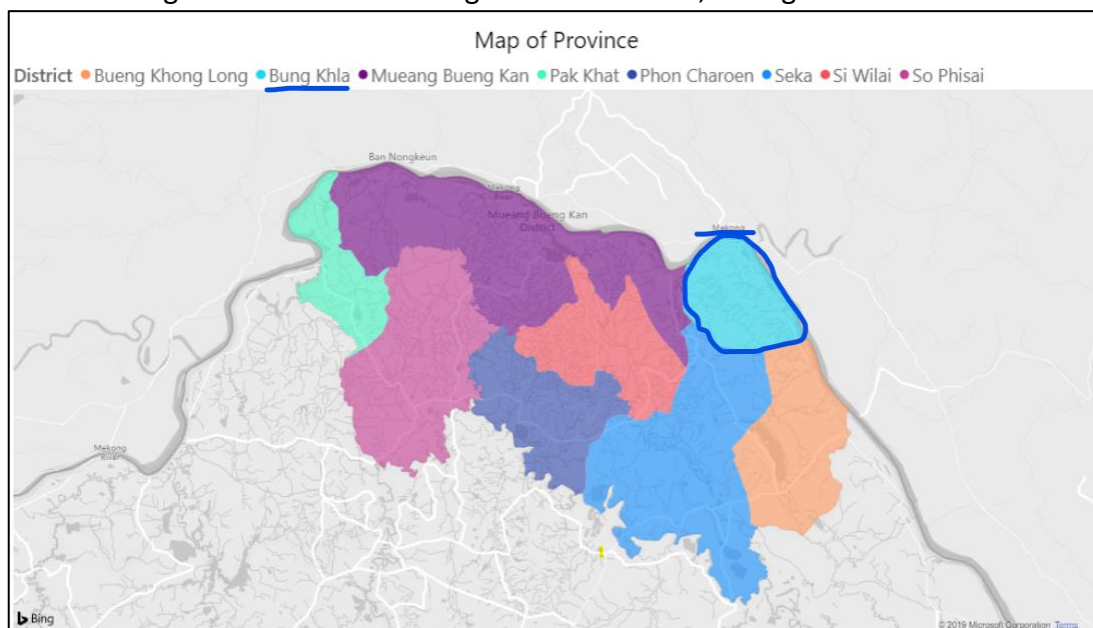 Map of Province
District Bueng Khong Long Bung Khla Mueang Bueng Kan Pak Khat Phon Charoen Seka Si Wilai So Phisai
Ban Nongkeun
Mekong
River
Mueang Bueng Kan
District
Mekong
Mekong
River
Bing
© 2019 Microsoft Corporation Terms